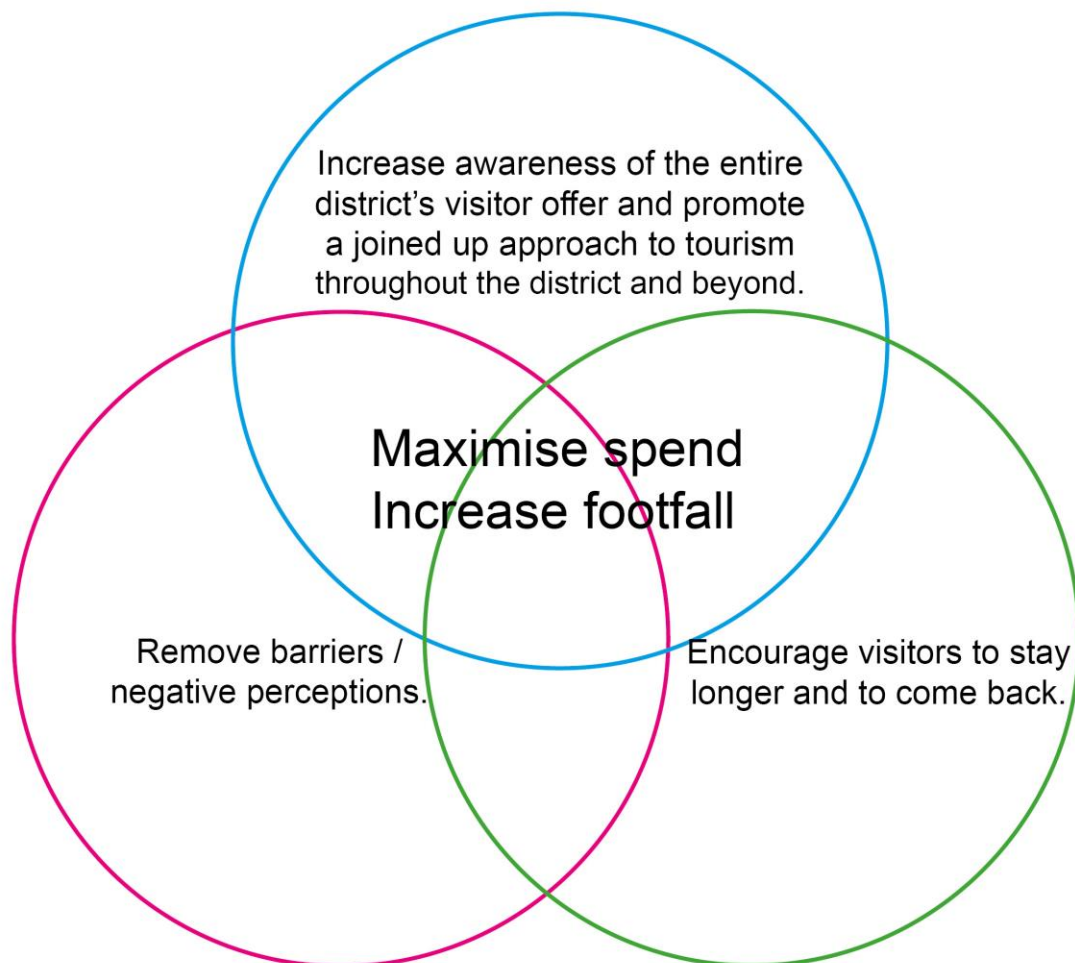 Increase awareness of the entire
district’s visitor offer and promote
a joined up approach to tourism
throughout the district and beyond.
Maximise spend
Increase footfall
Remove barriers /
negative perceptions.
Encourage visitors to stay
longer and to come back.